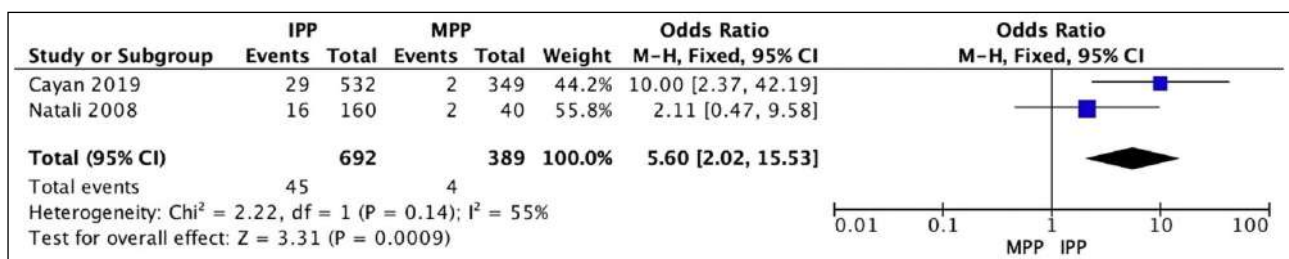 IPP MPP Odds Ratio Odds Ratio
Study or Subgroup Events Total Events Total Weight M-H, Fixed, 95% CI M-H, Fixed, 95% CI
Cayan 2019 29 532 2 349 44.2% 10.00 [2.37, 42.19]
Natali 2008 16 160 2 40 55.8% 2.11 [0.47, 9.58]
Total (95% CI) 692 389 100.0% 5.60 [2.02, 15.53]
Total events 45 4
Heterogeneity: Chi² = 2.22, df = 1 (P = 0.14); I² = 55%
Test for overall effect: Z = 3.31 (P = 0.0009)
0.01 0.1 1 10 100
MPP IPP